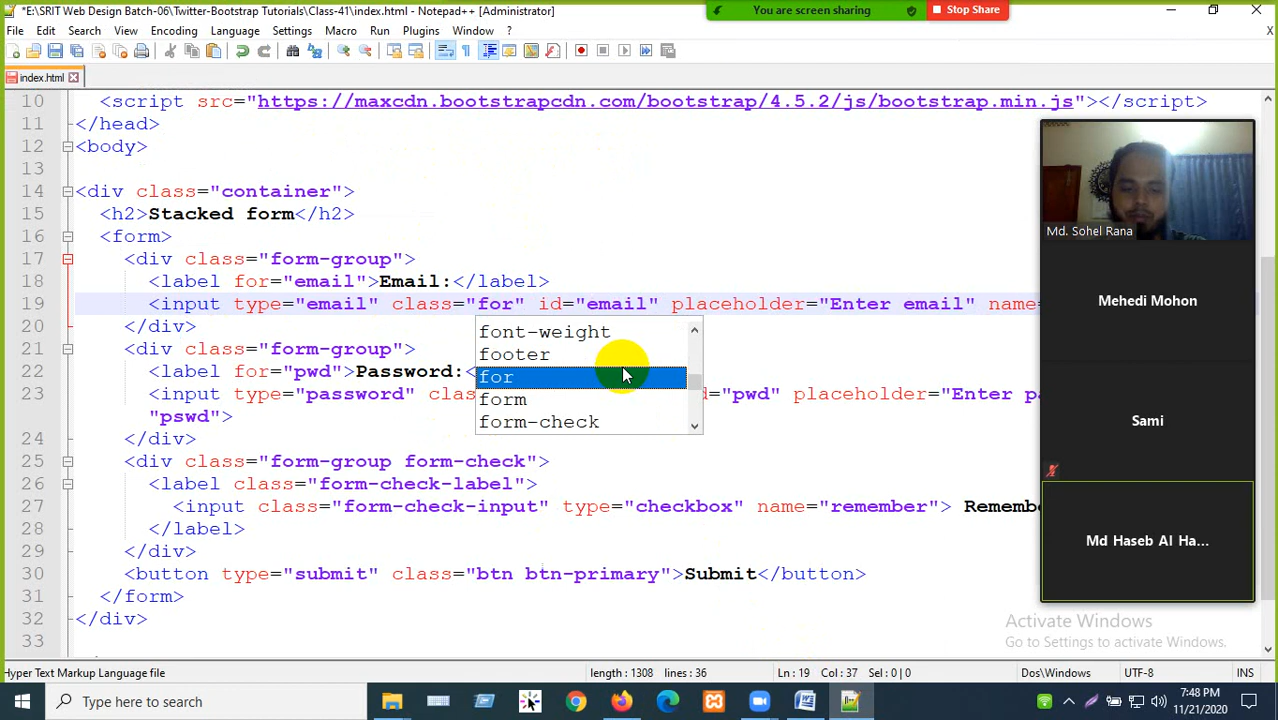 *E:\SRIT Web Design Batch-06\Twitter-Bootstrap Tutorials\Class-41\index.html - Notepad++ [Administrator]
You are screen sharing
Stop Share
File Edit Search View Encoding Language Settings Macro Run Plugins Window ?
X
index.html
10 <script src="https://maxcdn.bootstrapcdn.com/bootstrap/4.5.2/js/bootstrap.min.js"></script>
11 </head>
12 <body>
13
14 <div class="container">
15 <h2>Stacked form</h2>
16 <form>
17 <div class="form-group">
18 <label for="email">Email:</label>
19 <input type="email" class="for" id="email" placeholder="Enter email" name=
20 </div>
21 <div class="form-group">
22 <label for="pwd">Password:<
23 <input type="password" clas d="pwd" placeholder="Enter pa
"pswd">
24 </div>
25 <div class="form-group form-check">
26 <label class="form-check-label">
27 <input class="form-check-input" type="checkbox" name="remember"> Rememb
28 </label>
29 </div>
30 <button type="submit" class="btn btn-primary">Submit</button>
31 </form>
32 </div>
33
font-weight
footer
for
form
form-check
Md. Sohel Rana
Mehedi Mohon
Sami
Md Haseb Al Ha...
Activate Windows
Go to Settings to activate Windows.
Hyper Text Markup Language file length : 1308 lines : 36 Ln : 19 Col : 37 Sel : 0 | 0 Dos\Windows UTF-8 INS
Type here to search
7:48 PM
11/21/2020